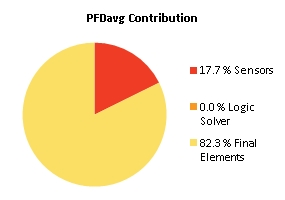 PFDavg Contribution
17.7% Sensors
0.0% Logic
Solver
82.3% Final
Elements